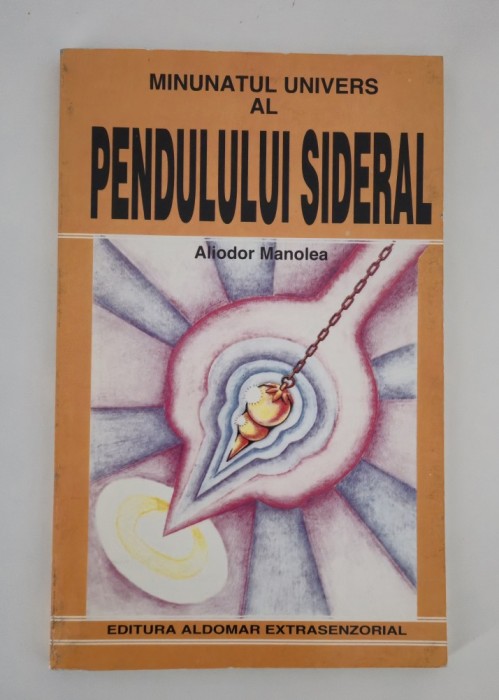 MINUNATUL UNIVERS
AL
PENDULULUI SIDERAL
Aliodor Manolea
EDITURA ALDOMAR EXTRASENZORIAL